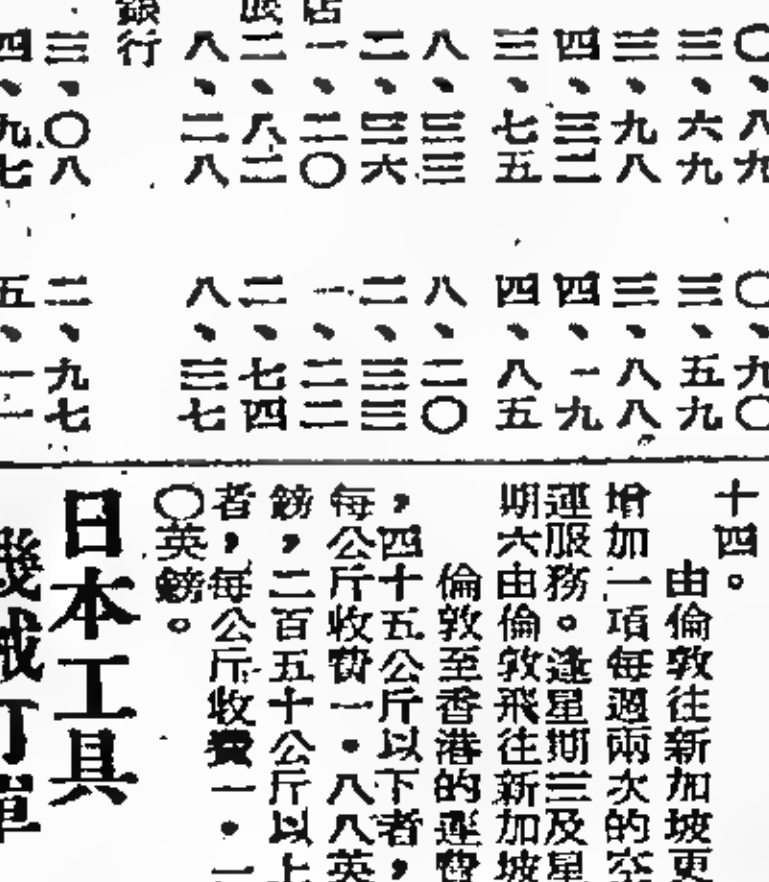 〇、八九 〇、九〇
三、六九 三、五九
三、九八 三、八八
四、三二 四、一九
三、七五 四、八五
八、三三 八、二〇
二、三六 二、三三
店 一、二〇 一、二二
二、八二 二、七四
八、二八 八、三七
銀行
三、〇八 二、九七
四、九七 五、一一
十四。
由倫敦往新加坡更
增加一項每週兩次的空
運服務。逢星期三及星
期六由倫敦飛往新加坡
倫敦至香港的運費
，四十五公斤以下者，
每公斤收費一．八八英
鎊，二百五十公斤以上
者，每公斤收費一．一
〇英鎊。
日本工具
機械訂單